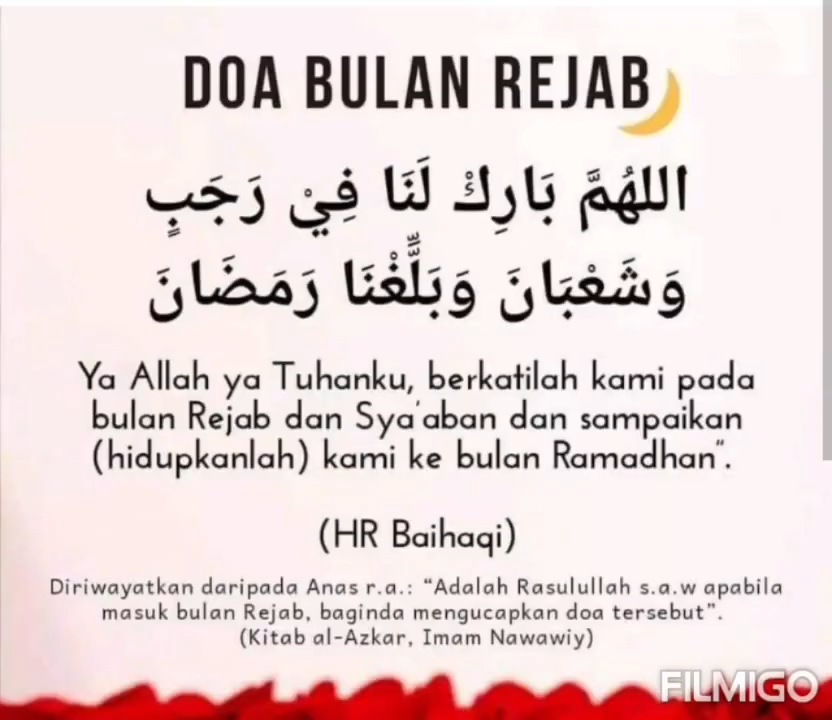 DOA BULAN REJAB
اللهُمَّ بَارِكْ لَنَا فِيْ رَجَبٍ
وَشَعْبَانَ وَبَلِّغْنَا رَمَضَانَ
Ya Allah ya Tuhanku, berkatilah kami pada
bulan Rejab dan Sya'aban dan sampaikan
(hidupkanlah) kami ke bulan Ramadhan".
(HR Baihaqi)
Diriwayatkan daripada Anas r.a.: “Adalah Rasulullah s.a.w apabila
masuk bulan Rejab, baginda mengucapkan doa tersebut”.
(Kitab al-Azkar, Imam Nawawiy)
FILMIGO